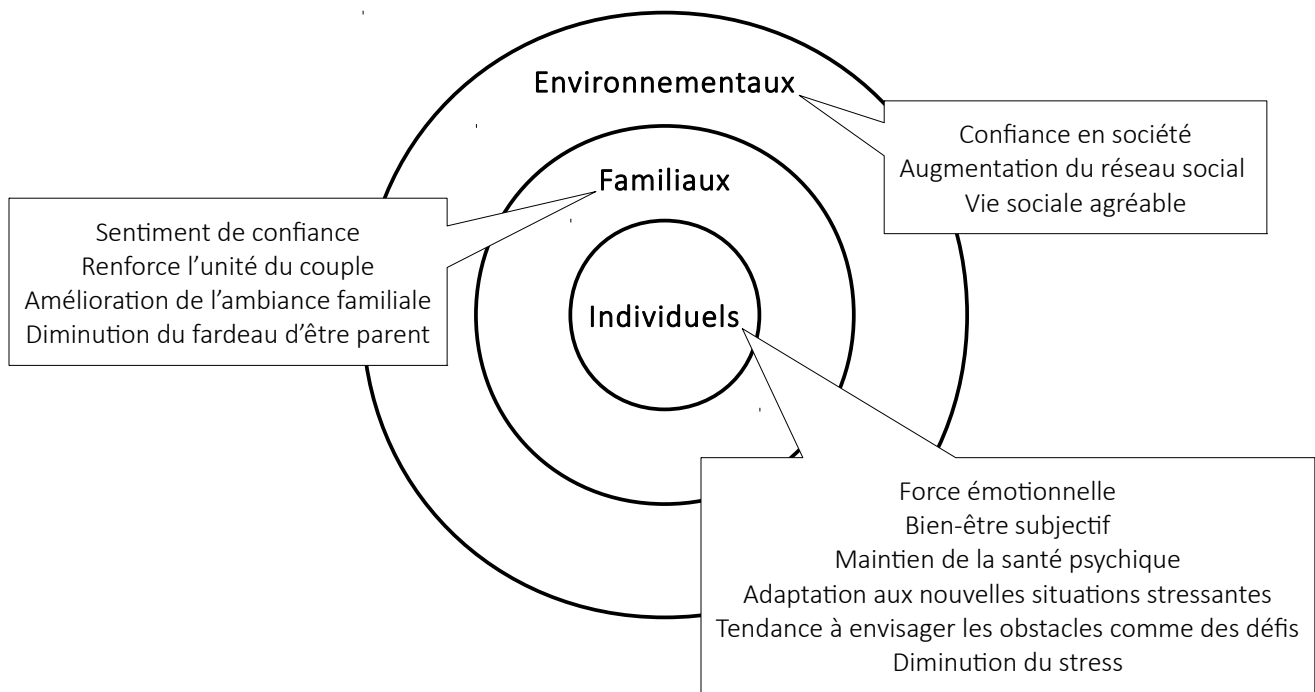 Environnementaux
Confiance en société
Augmentation du réseau social
Vie sociale agréable
Familiaux
Sentiment de confiance
Renforce l’unité du couple
Amélioration de l’ambiance familiale
Diminution du fardeau d’être parent
Individuels
Force émotionnelle
Bien-être subjectif
Maintien de la santé psychique
Adaptation aux nouvelles situations stressantes
Tendance à envisager les obstacles comme des défis
Diminution du stress